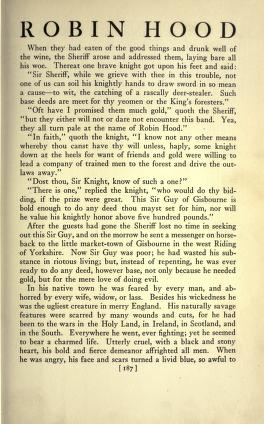 ROBIN HOOD
When they had eaten of the good things and drunk well of
the wine, the Sheriff arose and addressed them, laying bare all
his woe. Thereat one brave knight got upon his feet and said:
"Sir Sheriff, while we grieve with thee in this trouble, not
one of us can soil his knightly hands to draw sword in so mean
a cause—to wit, the catching of a rascally deer-stealer. Such
base deeds are meet for thy yeomen or the King's foresters."
"Oft have I promised them much gold," quoth the Sheriff,
"but they either will not or dare not encounter this band. Yea,
they all turn pale at the name of Robin Hood."
"In faith," quoth the knight, "I know not any other means
whereby thou canst have thy will unless, haply, some knight
down at the heels for want of friends and gold were willing to
lead a company of trained men to the forest and drive the out-
laws away."
"Dost thou, Sir Knight, know of such a one?"
"There is one," replied the knight, "who would do thy bid-
ding, if the prize were great. This Sir Guy of Gisbourne is
bold enough to do any deed thou mayst set for him, nor will
he value his knightly honor above five hundred pounds."
After the guests had gone the Sheriff lost no time in seeking
out this Sir Guy, and on the morrow he sent a messenger on horse-
back to the little market-town of Gisbourne in the west Riding
of Yorkshire. Now Sir Guy was poor; he had wasted his sub-
stance in riotous living; but, instead of repenting, he was ever
ready to do any deed, however base, not only because he needed
gold, but for the mere love of doing evil.
In his native town he was feared by every man, and ab-
horred by every wife, widow, or lass. Besides his wickedness he
was the ugliest creature in merry England. His naturally savage
features were scarred by many wounds and cuts, for he had
been to the wars in the Holy Land, in Ireland, in Scotland, and
in the South. Everywhere he went, ever fighting; yet he seemed
to bear a charmed life. Utterly cruel, with a black and stony
heart, his bold and fierce demeanor affrighted all men. When
he was angry, his face and scars turned a livid blue, so awful to
[187]